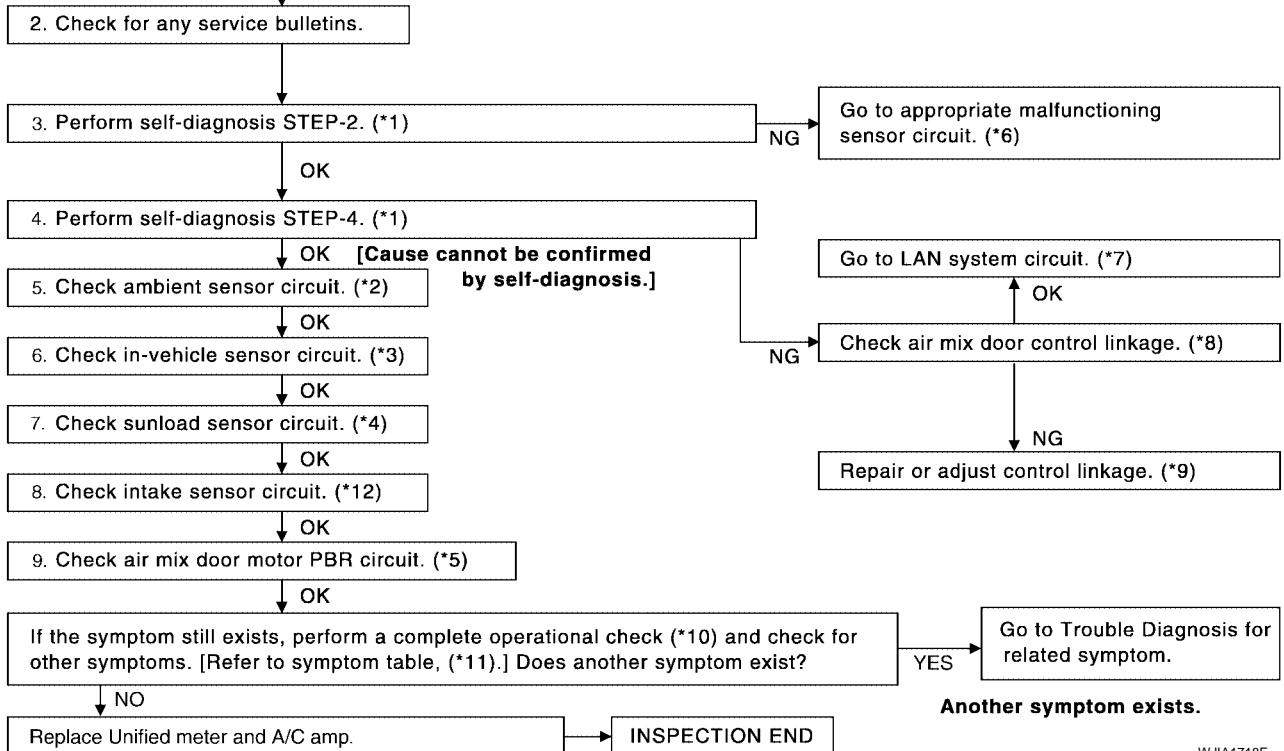 2. Check for any service bulletins.
3. Perform self-diagnosis STEP-2. (*1)
NG
Go to appropriate malfunctioning
sensor circuit. (*6)
OK
4. Perform self-diagnosis STEP-4. (*1)
OK [Cause cannot be confirmed
by self-diagnosis.]
Go to LAN system circuit. (*7)
OK
5. Check ambient sensor circuit. (*2)
OK
NG
Check air mix door control linkage. (*8)
6. Check in-vehicle sensor circuit. (*3)
OK
7. Check sunload sensor circuit. (*4)
OK
NG
Repair or adjust control linkage. (*9)
8. Check intake sensor circuit. (*12)
OK
9. Check air mix door motor PBR circuit. (*5)
OK
If the symptom still exists, perform a complete operational check (*10) and check for
other symptoms. [Refer to symptom table, (*11).] Does another symptom exist?
YES
Go to Trouble Diagnosis for
related symptom.
Another symptom exists.
NO
Replace Unified meter and A/C amp.
INSPECTION END